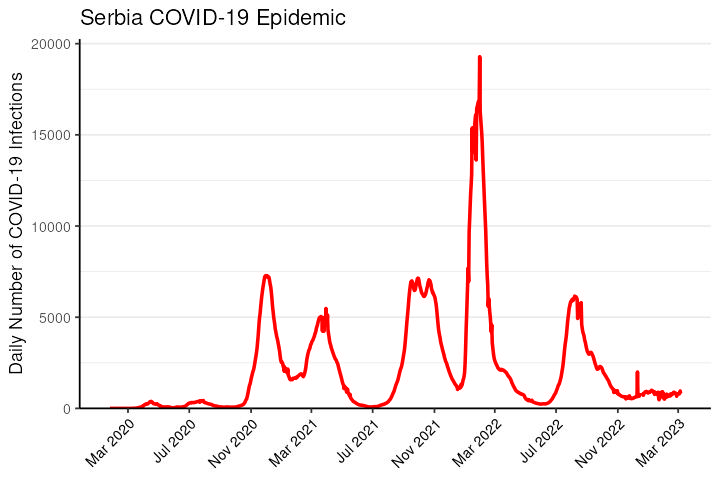 Serbia COVID-19 Epidemic
Daily Number of COVID-19 Infections
20000
15000
10000
5000
0
Mar 2020
Jul 2020
Nov 2020
Mar 2021
Jul 2021
Nov 2021
Mar 2022
Jul 2022
Nov 2022
Mar 2023